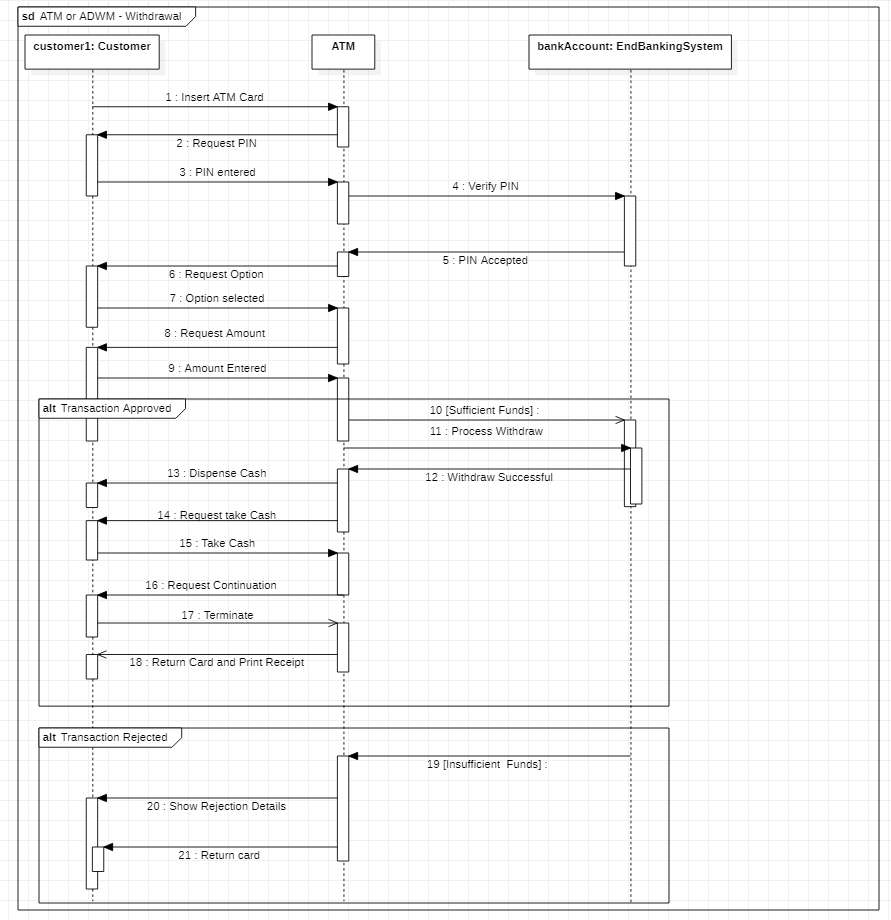 sd ATM or ADWM - Withdrawal
customer1: Customer
ATM
bankAccount: EndBankingSystem
1 : Insert ATM Card
2 : Request PIN
3 : PIN entered
4 : Verify PIN
5 : PIN Accepted
6 : Request Option
7 : Option selected
8 : Request Amount
9 : Amount Entered
alt Transaction Approved
10 [Sufficient Funds] :
11 : Process Withdraw
12 : Withdraw Successful
13 : Dispense Cash
14 : Request take Cash
15 : Take Cash
16 : Request Continuation
17 : Terminate
18 : Return Card and Print Receipt
alt Transaction Rejected
19 [Insufficient  Funds] :
20 : Show Rejection Details
21 : Return card